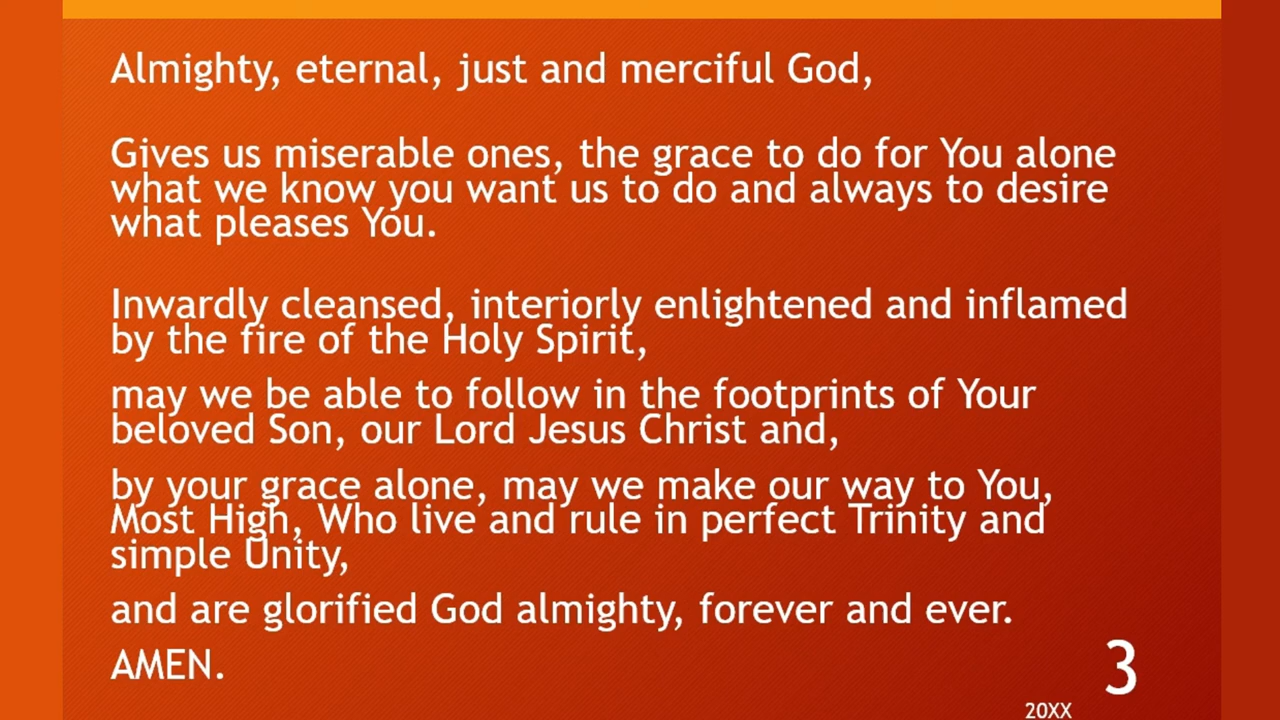 Almighty, eternal, just and merciful God,
Gives us miserable ones, the grace to do for You alone
what we know you want us to do and always to desire
what pleases You.
Inwardly cleansed, interiorly enlightened and inflamed
by the fire of the Holy Spirit,
may we be able to follow in the footprints of Your
beloved Son, our Lord Jesus Christ and,
by your grace alone, may we make our way to You,
Most High, Who live and rule in perfect Trinity and
simple Unity,
and are glorified God almighty, forever and ever.
AMEN.
3
20XX